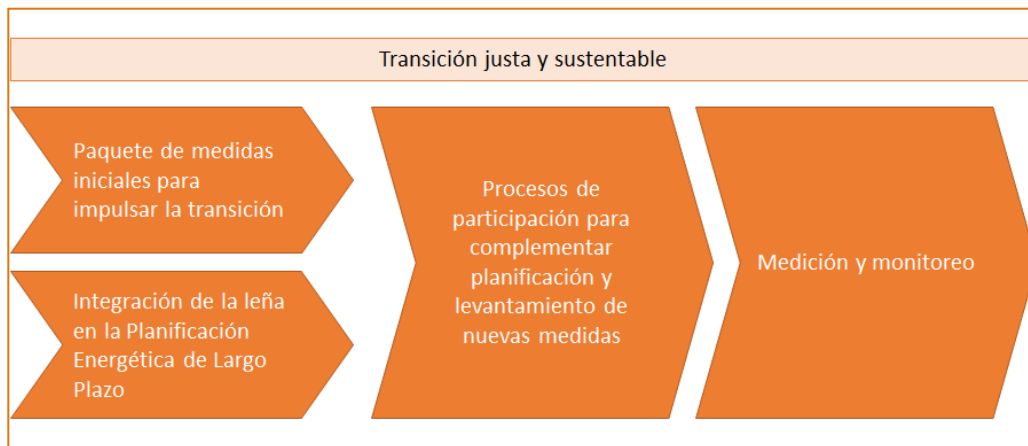 Transición justa y sustentable
Paquete de medidas
iniciales para
impulsar la transición
Integración de la leña
en la Planificación
Energética de Largo
Plazo
Procesos de
participación para
complementar
planificación y
levantamiento de
nuevas medidas
Medición y monitoreo